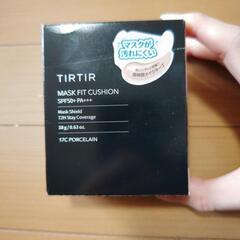 マスクが
汚れにくい
TIRTIR
MASK FIT CUSHION
SPF50+ PA+++
Mask Shield
72H Stay Coverage
18g / 0.63 oz.
17C PORCELAIN